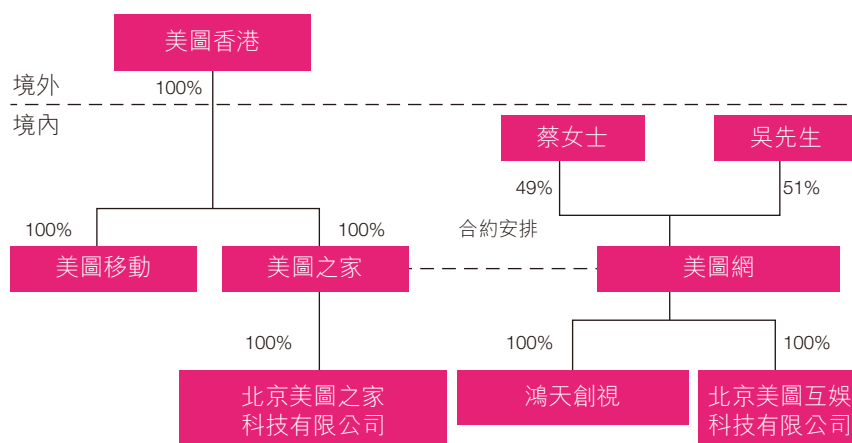 美圖香港
100%
境外
境內
蔡女士
吳先生
49%
51%
100%
100%
合約安排
美圖移動
美圖之家
美圖網
100%
100%
100%
北京美圖之家
科技有限公司
鴻天創視
北京美圖互娛
科技有限公司